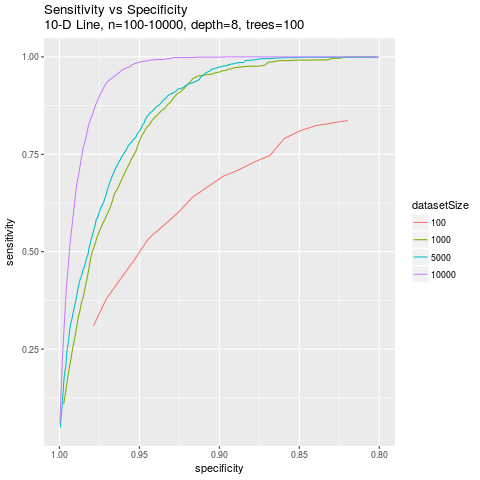 Sensitivity vs Specificity
10-D Line, n=100-10000, depth=8, trees=100
1.00
0.75
0.50
0.25
sensitivity
1.00 0.95 0.90 0.85 0.80
specificity
datasetSize
100
1000
5000
10000